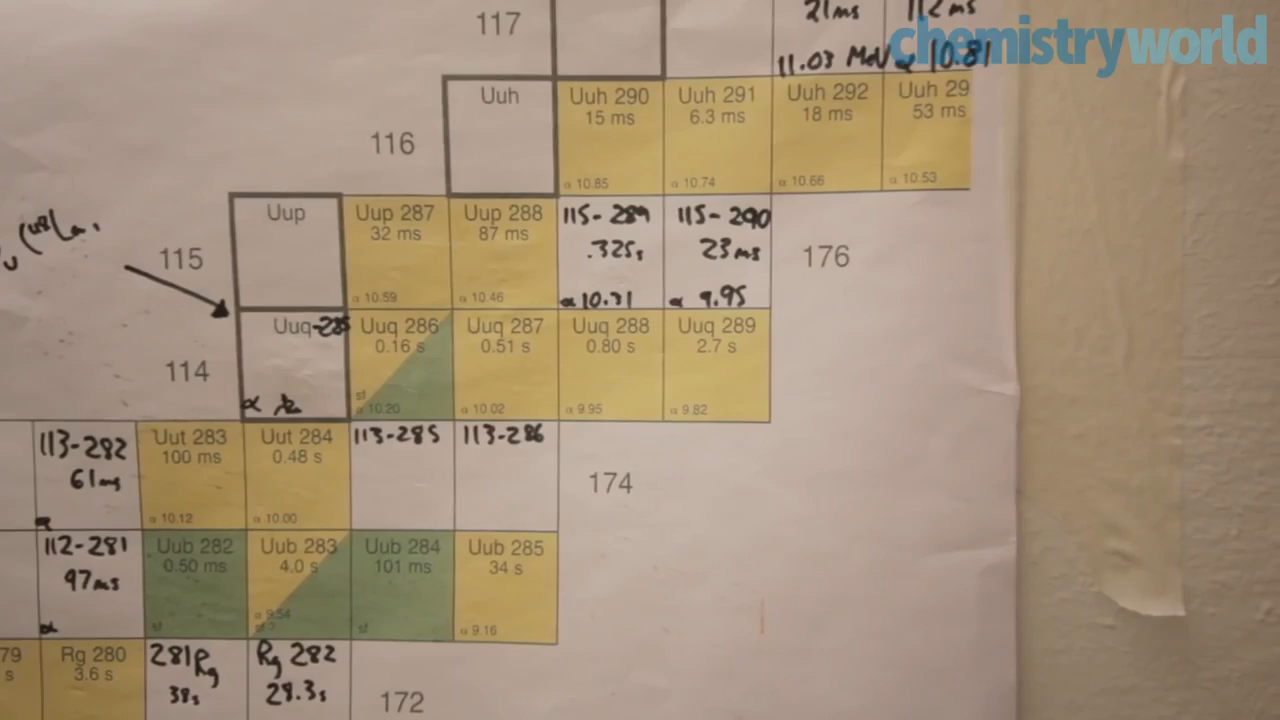 117
21ms 112ms
11.03 MeV α 10.81
chemistryworld
116
Uuh
Uuh 290 Uuh 291 Uuh 292 Uuh 29
15 ms 6.3 ms 18 ms 53 ms
α 10.85 α 10.74 α 10.66 α 10.53
115
Uup Uup 287 Uup 288 115-289 115-290
32 ms 87 ms .325s 23ms
176
α 10.59 α 10.46 α 10.31 α 9.95
114
Uuq-285 Uuq 286 Uuq 287 Uuq 288 Uuq 289
0.16 s 0.51 s 0.80 s 2.7 s
sf
α α 10.20 α 10.02 α 9.95 α 9.82
113-282 Uut 283 Uut 284 113-285 113-286
61ms 100 ms 0.48 s
174
α α 10.12 α 10.00
112-281 Uub 282 Uub 283 Uub 284 Uub 285
97ms 0.50 ms 4.0 s 101 ms 34 s
α 9.54
α sf sf ? sf α 9.16
79 Rg 280 281Rg Rg 282
s 3.6 s 38s 28.3s
172